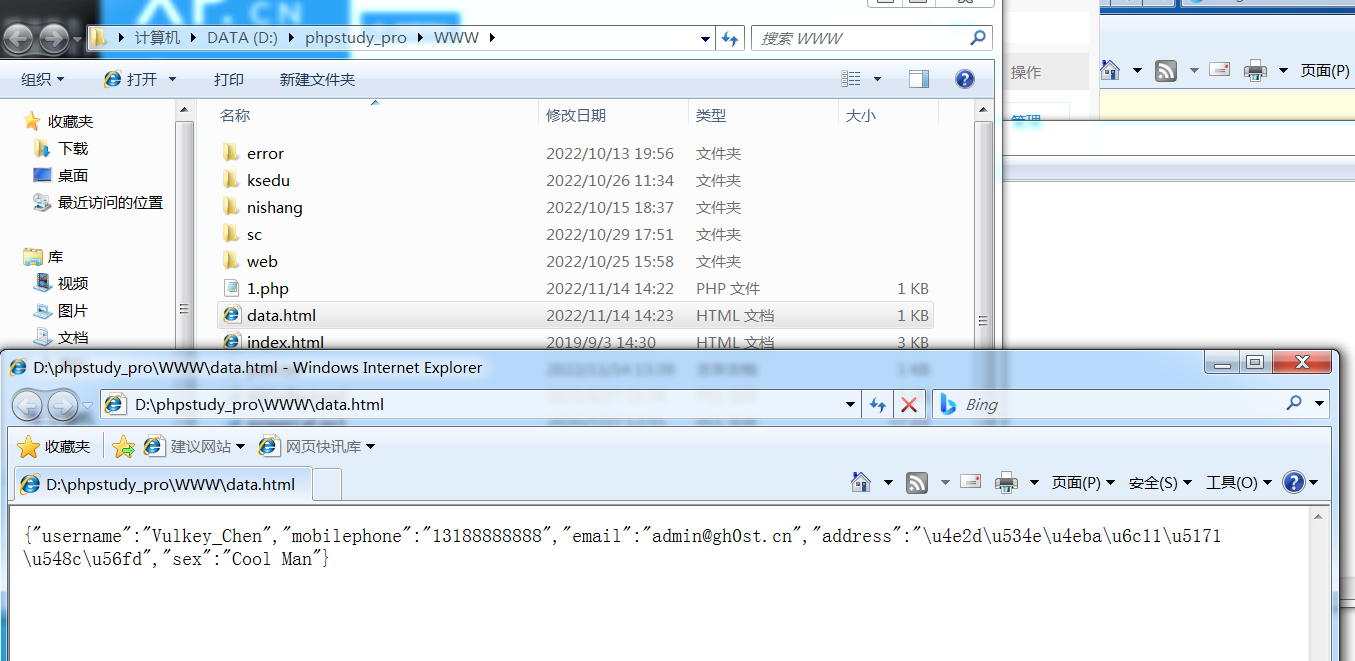 .CN
计算机 DATA (D:) phpstudy_pro WWW
搜索 WWW
组织 打开 打印 新建文件夹
操作
页面(P)
管理
收藏夹
下载
桌面
最近访问的位置
库
视频
图片
文档
名称 修改日期 类型 大小
error 2022/10/13 19:56 文件夹
ksedu 2022/10/26 11:34 文件夹
nishang 2022/10/15 18:37 文件夹
sc 2022/10/29 17:51 文件夹
web 2022/10/25 15:58 文件夹
1.php 2022/11/14 14:22 PHP 文件 1 KB
data.html 2022/11/14 14:23 HTML 文档 1 KB
index.html 2019/9/3 14:30 HTML 文档 3 KB
D:\phpstudy_pro\WWW\data.html - Windows Internet Explorer
D:\phpstudy_pro\WWW\data.html
Bing
收藏夹 建议网站 网页快讯库
D:\phpstudy_pro\WWW\data.html
页面(P) 安全(S) 工具(O)
{"username":"Vulkey_Chen","mobilephone":"13188888888","email":"admin@gh0st.cn","address":"\u4e2d\u534e\u4eba\u6c11\u5171
\u548c\u56fd","sex":"Cool Man"}